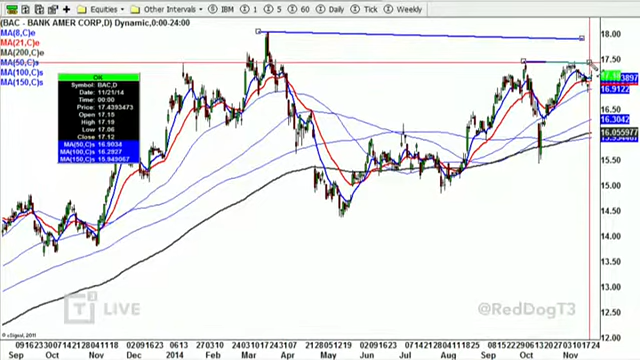 Equities Other Intervals IBM 1 5 60 Daily Tick Weekly
(BAC - BANK AMER CORP,D) Dynamic,0:00-24:00
MA(8,C)e
MA(21,C)e
MA(200,C)e
MA(50,C)s
MA(100,C)s
MA(150,C)s
OK
Symbol: BAC,D
Date: 11/21/14
Time: 00:00
Price: 17.4393471
Open 17.15
High 17.19
Low 17.06
Close 17.12
MA(50,C)s 16.9034
MA(100,C)s 16.2827
MA(150,C)s 15.949067
18.00
17.50
16.9122
16.3042
16.055977
15.50
15.00
14.50
14.00
13.50
13.00
12.50
12.00
T3 LIVE
@RedDogT3
© eSignal, 2011
Sep Oct Nov Dec 2014 Feb Mar Apr May Jun Jul Aug Sep Oct Nov